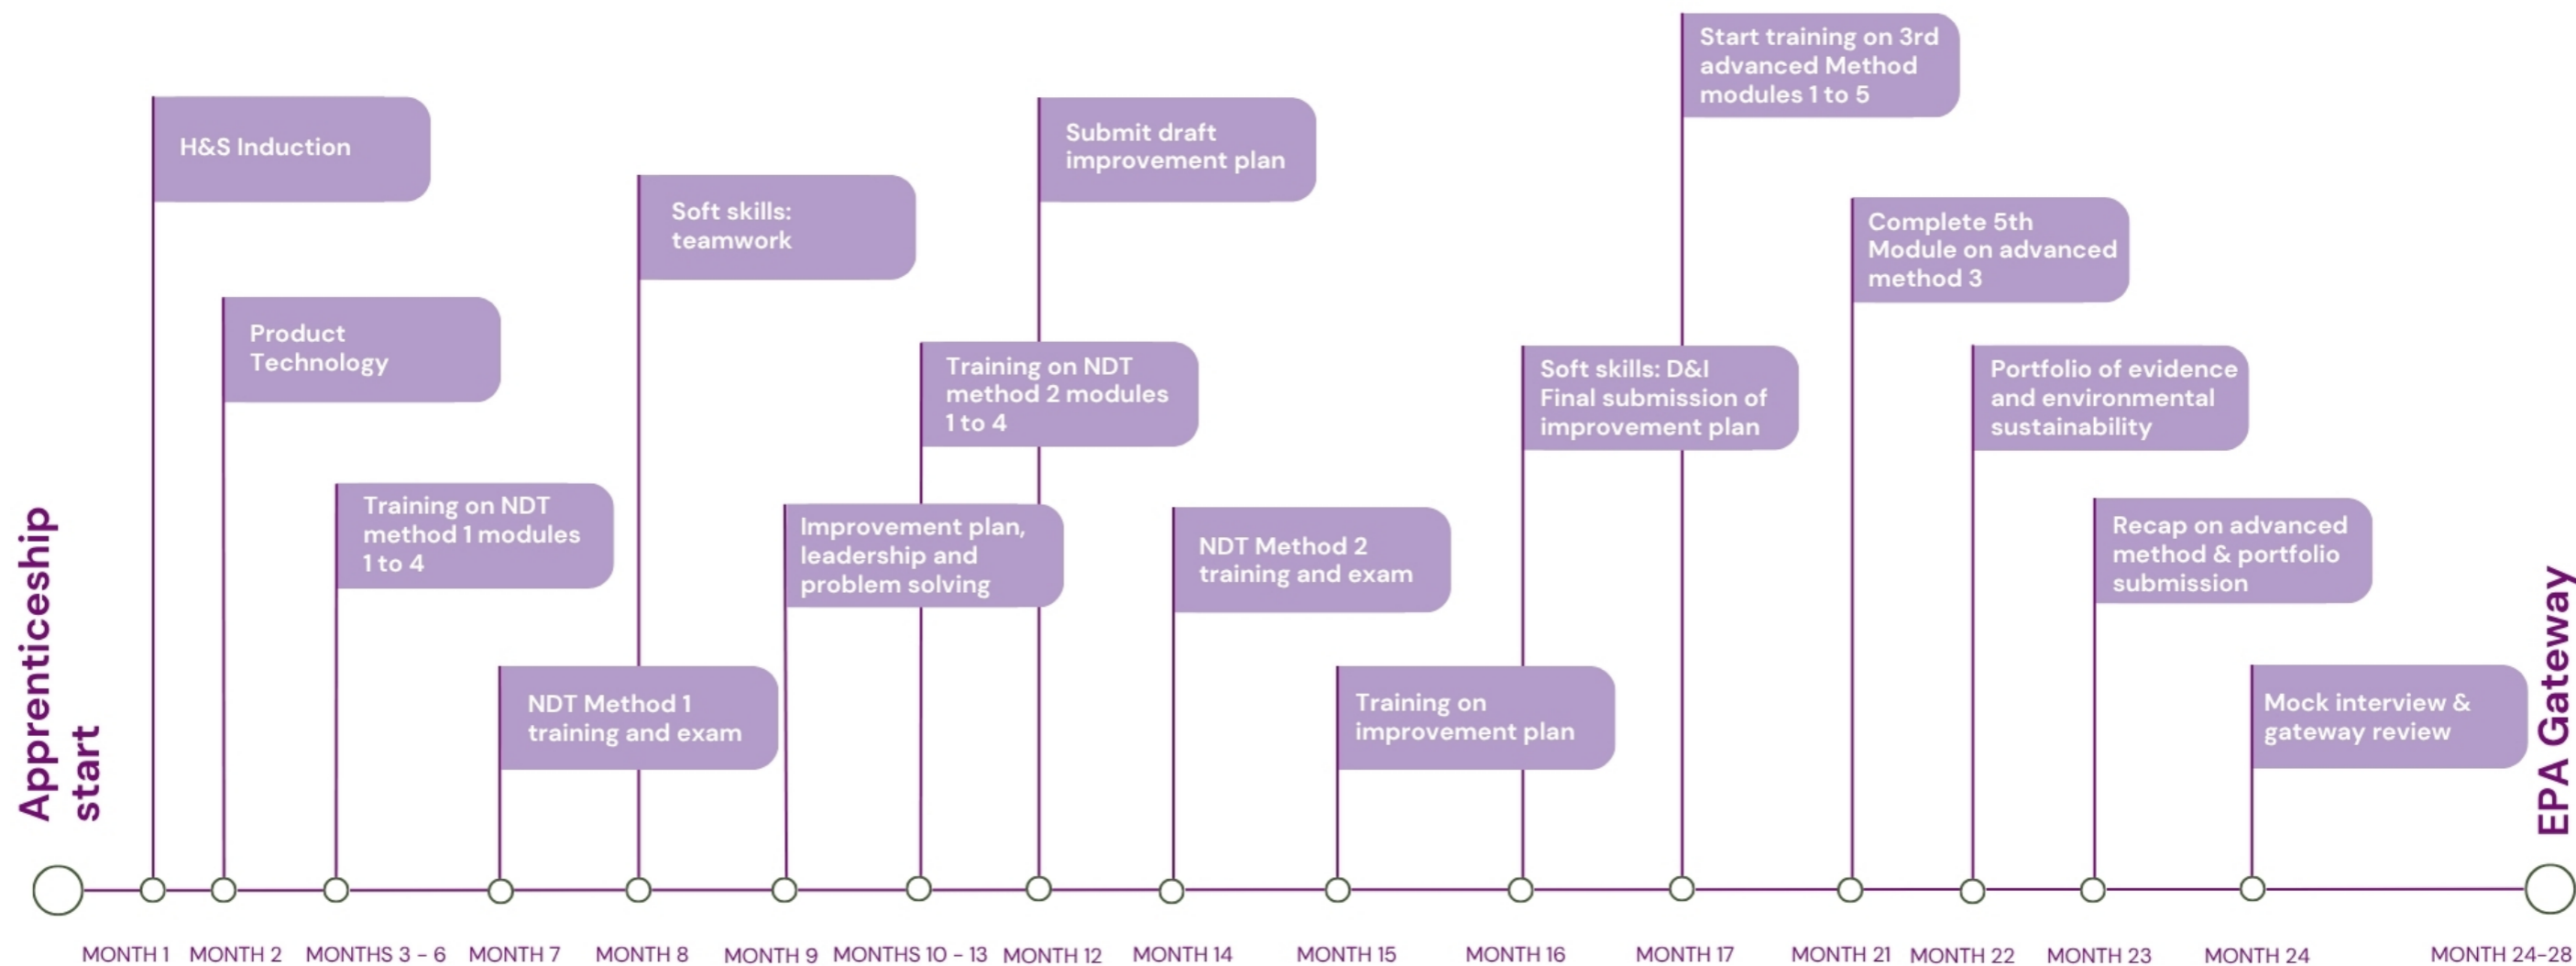 Apprenticeship
start
H&S Induction
Product
Technology
Training on NDT
method 1 modules
1 to 4
NDT Method 1
training and exam
Soft skills:
teamwork
Improvement plan,
leadership and
problem solving
Training on NDT
method 2 modules
1 to 4
Submit draft
improvement plan
NDT Method 2
training and exam
Training on
improvement plan
Soft skills: D&I
Final submission of
improvement plan
Start training on 3rd
advanced Method
modules 1 to 5
Complete 5th
Module on advanced
method 3
Portfolio of evidence
and environmental
sustainability
Recap on advanced
method & portfolio
submission
Mock interview &
gateway review
EPA Gateway
MONTH 1
MONTH 2
MONTHS 3 - 6
MONTH 7
MONTH 8
MONTH 9
MONTHS 10 - 13
MONTH 12
MONTH 14
MONTH 15
MONTH 16
MONTH 17
MONTH 21
MONTH 22
MONTH 23
MONTH 24
MONTH 24-28